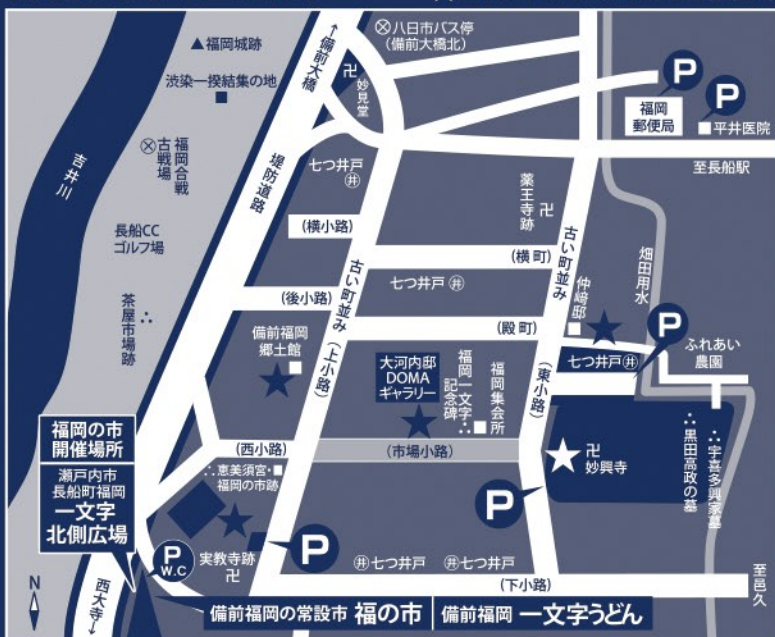 ▲福岡城跡
渋染一揆結集の地
吉井川
福岡合戦
古戦場
長船CC
ゴルフ場
茶屋市場跡
↑備前大橋
堤防道路
八日市バス停
(備前大橋北)
卍妙見堂
P
福岡
郵便局
P
平井医院
至長船駅
七つ井戸㊓
(横小路)
薬王寺跡
卍
古い町並み
(横町)
七つ井戸 ㊓
畑田用水
仲﨑邸
(後小路)
(殿町)
古い町並み(上小路)
備前福岡
郷土館
大河内邸
DOMA
ギャラリー
福岡一文字
記念碑
福岡集会所
(東小路)
七つ井戸
P
ふれあい
農園
福岡の市
開催場所
瀬戸内市
長船町福岡
一文字
北側広場
(西小路)
(市場小路)
恵美須宮・
福岡の市跡
卍
妙興寺
黒田高政の墓
宇喜多興家墓
P
P
W.C
実教寺跡
卍
P
七つ井戸
七つ井戸
(下小路)
至邑久
N
西大寺→
備前福岡の常設市 福の市
備前福岡 一文字うどん